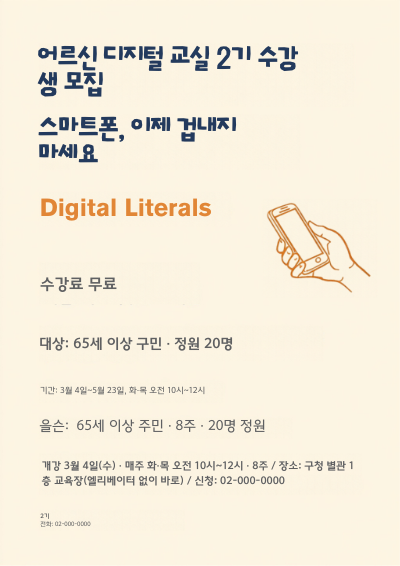 어르신 디지털 교실 2기 수강
생 모집
스마트폰, 이제 겁내지
마세요
Digital Literals
수강료 무료
대상: 65세 이상 구민 · 정원 20명
기간: 3월 4일~5월 23일, 화·목 오전 10시~12시
올슨: 65세 이상 주민 · 8주 · 20명 정원
개강 3월 4일(수) · 매주 화·목 오전 10시~12시 · 8주 / 장소: 구청 별관 1
층 교육장(엘리베이터 없이 바로) / 신청: 02-000-0000
2기
전화: 02-000-0000